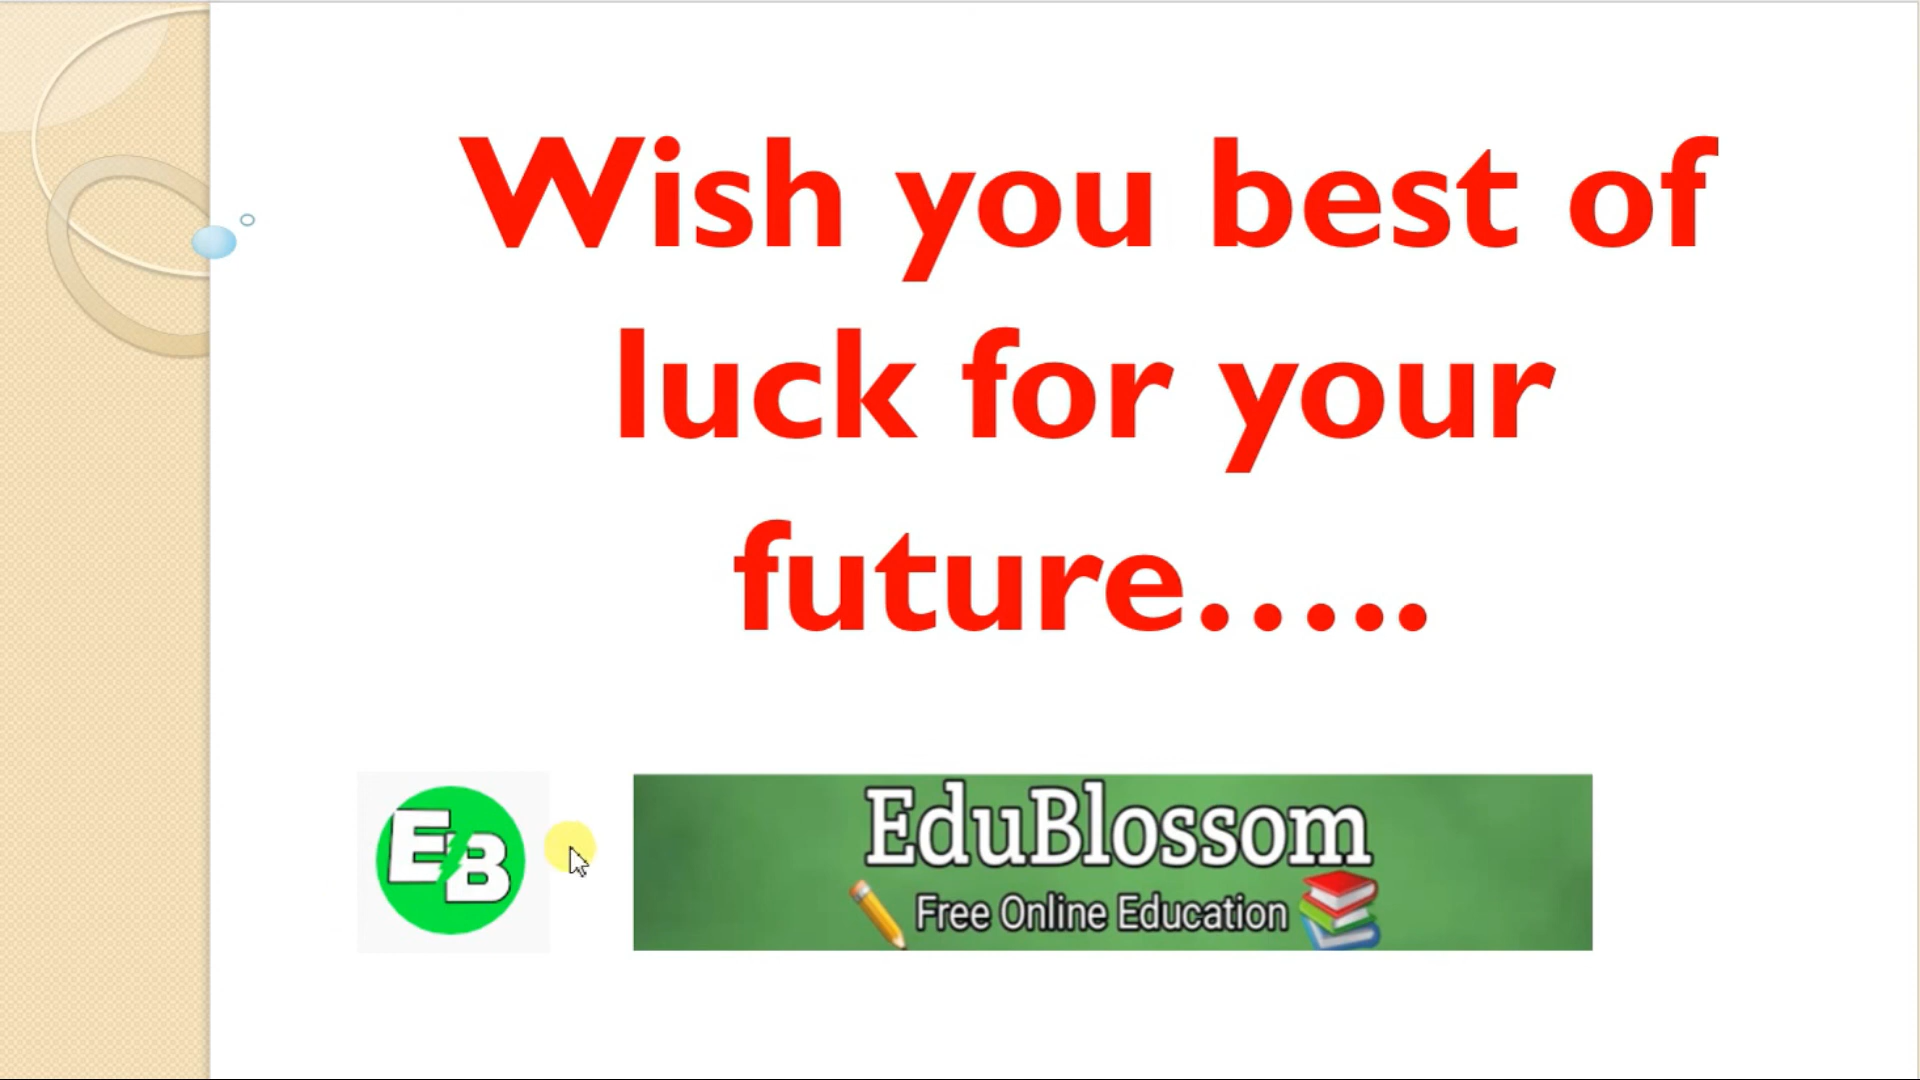 Wish you best of
luck for your
future…..
EB
EduBlossom
Free Online Education